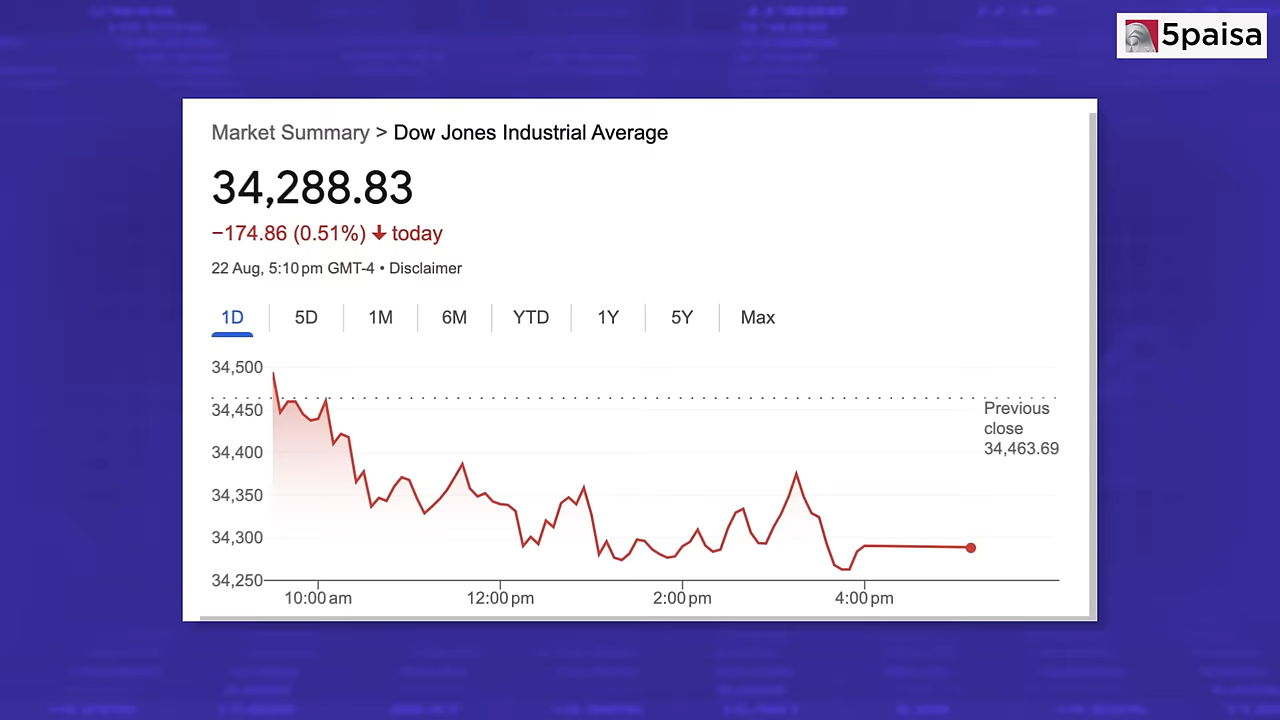 5paisa
Market Summary > Dow Jones Industrial Average
34,288.83
−174.86 (0.51%) today
22 Aug, 5:10 pm GMT-4 • Disclaimer
1D 5D 1M 6M YTD 1Y 5Y Max
34,500
34,450
34,400
34,350
34,300
34,250
Previous
close
34,463.69
10:00 am 12:00 pm 2:00 pm 4:00 pm